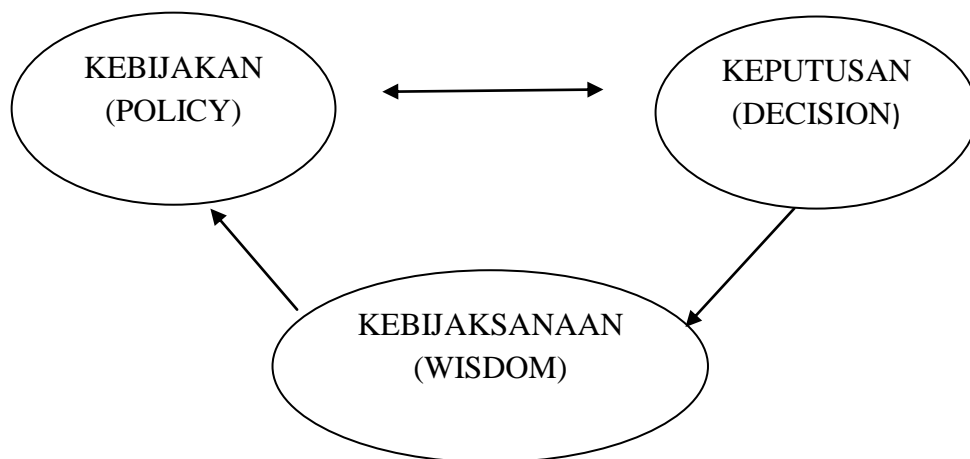 KEBIJAKAN
(POLICY)
KEPUTUSAN
(DECISION)
KEBIJAKSANAAN
(WISDOM)